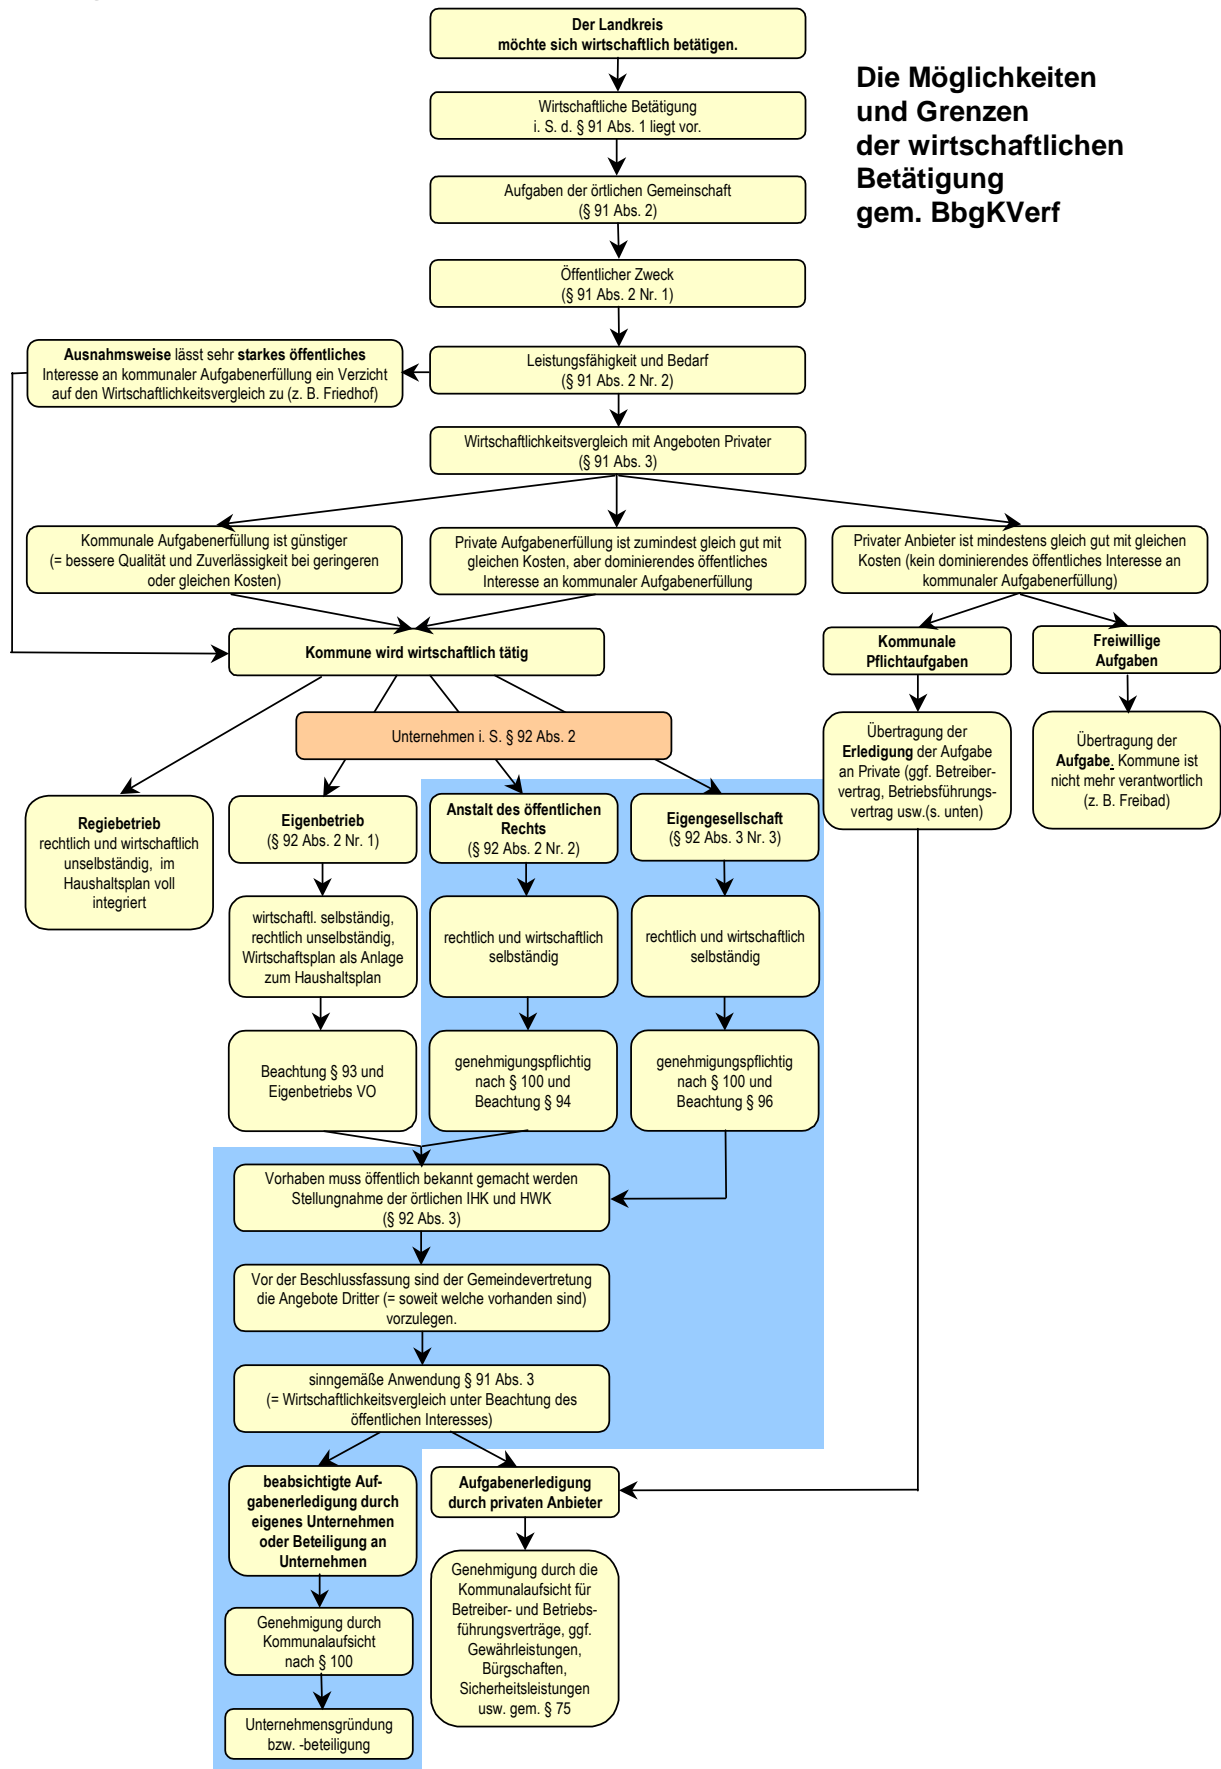 Der Landkreis
möchte sich wirtschaftlich betätigen.
Die Möglichkeiten
und Grenzen
der wirtschaftlichen
Betätigung
gem. BbgKVerf
Wirtschaftliche Betätigung
i. S. d. § 91 Abs. 1 liegt vor.
Aufgaben der örtlichen Gemeinschaft
(§ 91 Abs. 2)
Öffentlicher Zweck
(§ 91 Abs. 2 Nr. 1)
Ausnahmsweise lässt sehr starkes öffentliches
Interesse an kommunaler Aufgabenerfüllung ein Verzicht
auf den Wirtschaftlichkeitsvergleich zu (z. B. Friedhof)
Leistungsfähigkeit und Bedarf
(§ 91 Abs. 2 Nr. 2)
Wirtschaftlichkeitsvergleich mit Angeboten Privater
(§ 91 Abs. 3)
Kommunale Aufgabenerfüllung ist günstiger
(= bessere Qualität und Zuverlässigkeit bei geringeren
oder gleichen Kosten)
Private Aufgabenerfüllung ist zumindest gleich gut mit
gleichen Kosten, aber dominierendes öffentliches
Interesse an kommunaler Aufgabenerfüllung
Privater Anbieter ist mindestens gleich gut mit gleichen
Kosten (kein dominierendes öffentliches Interesse an
kommunaler Aufgabenerfüllung)
Kommune wird wirtschaftlich tätig
Kommunale
Pflichtaufgaben
Freiwillige
Aufgaben
Unternehmen i. S. § 92 Abs. 2
Übertragung der
Erledigung der Aufgabe
an Private (ggf. Betreiber-
vertrag, Betriebsführungs-
vertrag usw.(s. unten)
Übertragung der
Aufgabe. Kommune ist
nicht mehr verantwortlich
(z. B. Freibad)
Regiebetrieb
rechtlich und wirtschaftlich
unselbständig, im
Haushaltsplan voll
integriert
Eigenbetrieb
(§ 92 Abs. 2 Nr. 1)
Anstalt des öffentlichen
Rechts
(§ 92 Abs. 2 Nr. 2)
Eigengesellschaft
(§ 92 Abs. 3 Nr. 3)
wirtschaftl. selbständig,
rechtlich unselbständig,
Wirtschaftsplan als Anlage
zum Haushaltsplan
rechtlich und wirtschaftlich
selbständig
rechtlich und wirtschaftlich
selbständig
Beachtung § 93 und
Eigenbetriebs VO
genehmigungspflichtig
nach § 100 und
Beachtung § 94
genehmigungspflichtig
nach § 100 und
Beachtung § 96
Vorhaben muss öffentlich bekannt gemacht werden
Stellungnahme der örtlichen IHK und HWK
(§ 92 Abs. 3)
Vor der Beschlussfassung sind der Gemeindevertretung
die Angebote Dritter (= soweit welche vorhanden sind)
vorzulegen.
sinngemäße Anwendung § 91 Abs. 3
(= Wirtschaftlichkeitsvergleich unter Beachtung des
öffentlichen Interesses)
beabsichtigte Auf-
gabenerledigung durch
eigenes Unternehmen
oder Beteiligung an
Unternehmen
Aufgabenerledigung
durch privaten Anbieter
Genehmigung durch
Kommunalaufsicht
nach § 100
Genehmigung durch die
Kommunalaufsicht für
Betreiber- und Betriebs-
führungsverträge, ggf.
Gewährleistungen,
Bürgschaften,
Sicherheitsleistungen
usw. gem. § 75
Unternehmensgründung
bzw. -beteiligung